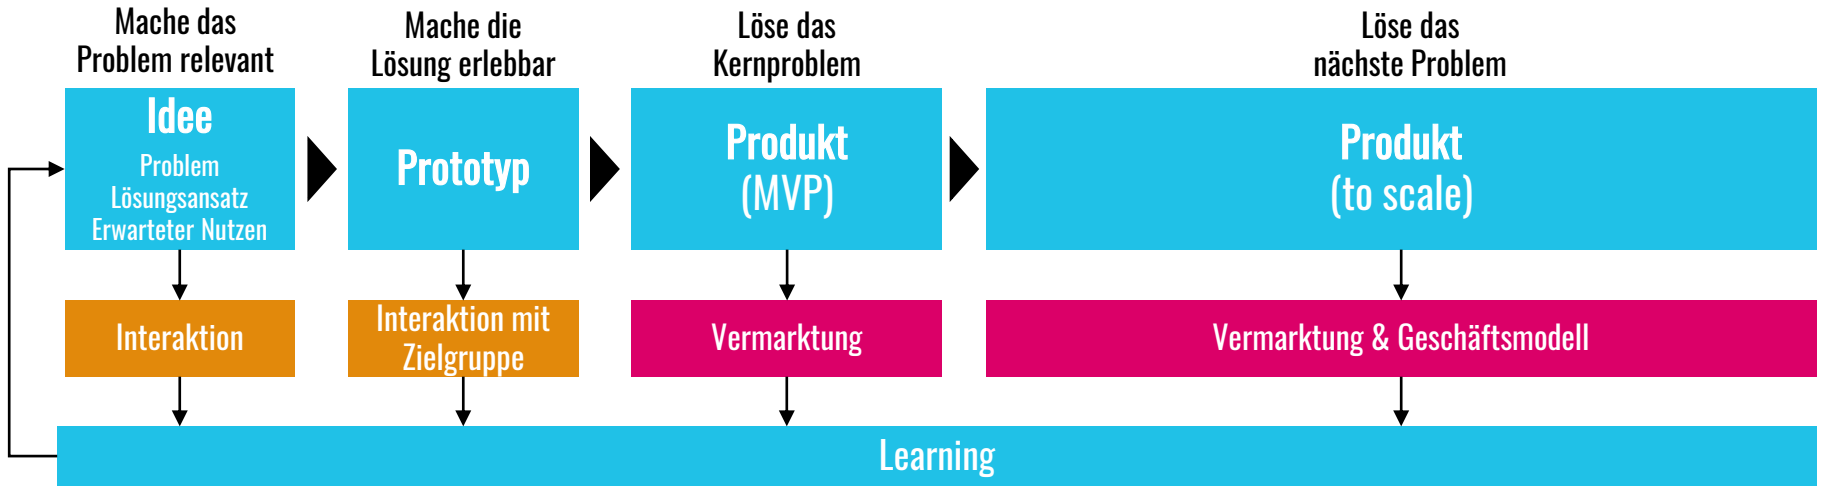 Mache das
Problem relevant
Mache die
Lösung erlebbar
Löse das
Kernproblem
Löse das
nächste Problem
Idee
Problem
Lösungsansatz
Erwarteter Nutzen
Prototyp
Produkt
(MVP)
Produkt
(to scale)
Interaktion
Interaktion mit
Zielgruppe
Vermarktung
Vermarktung & Geschäftsmodell
Learning